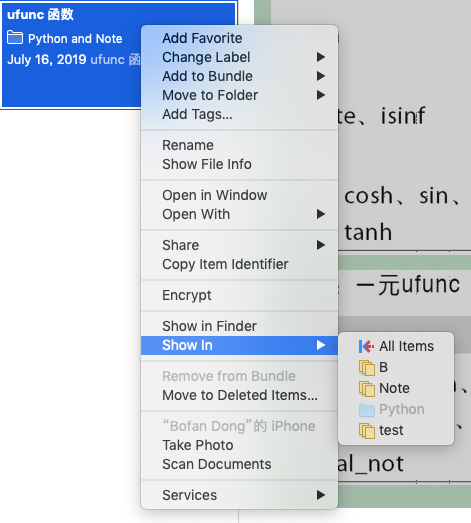 ufunc 函数
Python and Note
July 16, 2019 ufunc 函
Add Favorite
Change Label
Add to Bundle
Move to Folder
Add Tags...
Rename
Show File Info
Open in Window
Open With
Share
Copy Item Identifier
Encrypt
Show in Finder
Show In
Remove from Bundle
Move to Deleted Items...
“Bofan Dong”的 iPhone
Take Photo
Scan Documents
Services
All Items
B
Note
Python
test
isinf
cosh、sin、
tanh
一元ufunc